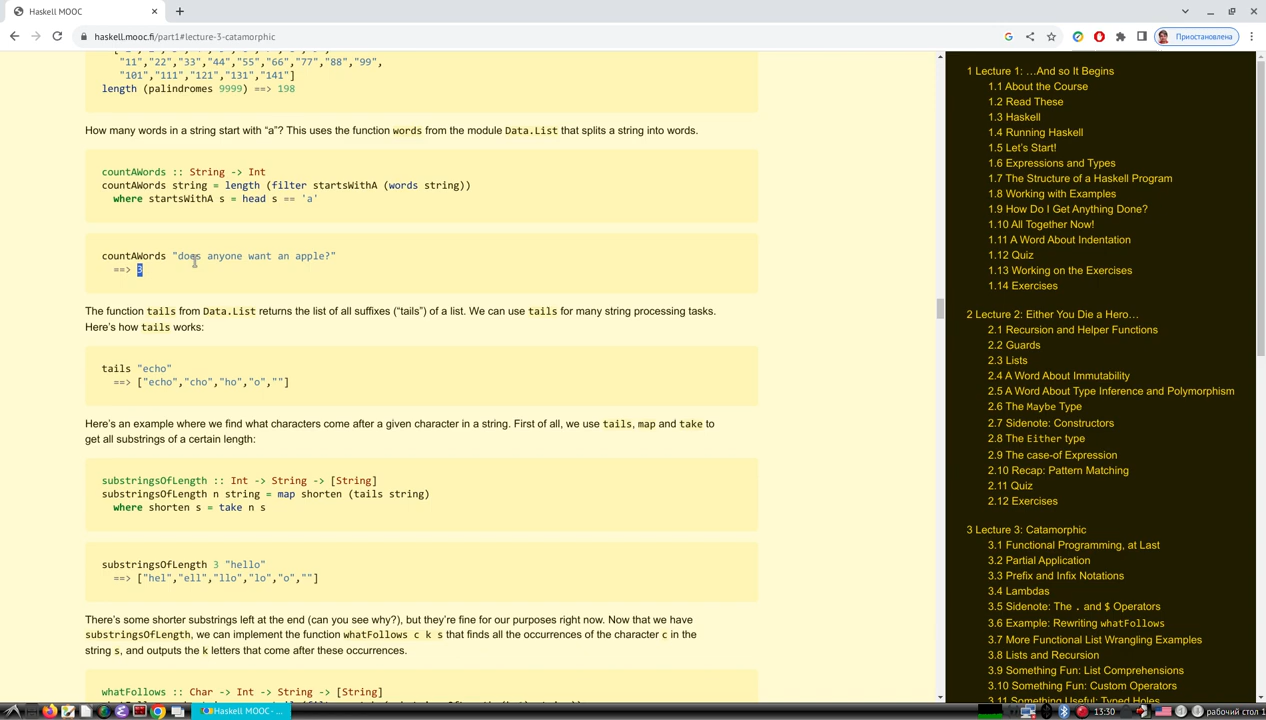 Haskell MOOC
Приостановлена
haskell.mooc.fi/part1#lecture-3-catamorphic
"11","22","33","44","55","66","77","88","99",
"101","111","121","131","141"]
length (palindromes 9999) ==> 198
How many words in a string start with “a”? This uses the function words from the module Data.List that splits a string into words.
countAWords :: String -> Int
countAWords string = length (filter startsWithA (words string))
where startsWithA s = head s == 'a'
countAWords "does anyone want an apple?"
==> 3
The function tails from Data.List returns the list of all suffixes (“tails”) of a list. We can use tails for many string processing tasks.
Here’s how tails works:
tails "echo"
==> ["echo","cho","ho","o",""]
Here’s an example where we find what characters come after a given character in a string. First of all, we use tails, map and take to
get all substrings of a certain length:
substringsOfLength :: Int -> String -> [String]
substringsOfLength n string = map shorten (tails string)
where shorten s = take n s
substringsOfLength 3 "hello"
==> ["hel","ell","llo","lo","o",""]
There’s some shorter substrings left at the end (can you see why?), but they’re fine for our purposes right now. Now that we have
substringsOfLength, we can implement the function whatFollows c k s that finds all the occurrences of the character c in the
string s, and outputs the k letters that come after these occurrences.
whatFollows :: Char -> Int -> String -> [String]
1 Lecture 1: …And so It Begins
1.1 About the Course
1.2 Read These
1.3 Haskell
1.4 Running Haskell
1.5 Let’s Start!
1.6 Expressions and Types
1.7 The Structure of a Haskell Program
1.8 Working with Examples
1.9 How Do I Get Anything Done?
1.10 All Together Now!
1.11 A Word About Indentation
1.12 Quiz
1.13 Working on the Exercises
1.14 Exercises
2 Lecture 2: Either You Die a Hero…
2.1 Recursion and Helper Functions
2.2 Guards
2.3 Lists
2.4 A Word About Immutability
2.5 A Word About Type Inference and Polymorphism
2.6 The Maybe Type
2.7 Sidenote: Constructors
2.8 The Either type
2.9 The case-of Expression
2.10 Recap: Pattern Matching
2.11 Quiz
2.12 Exercises
3 Lecture 3: Catamorphic
3.1 Functional Programming, at Last
3.2 Partial Application
3.3 Prefix and Infix Notations
3.4 Lambdas
3.5 Sidenote: The . and $ Operators
3.6 Example: Rewriting whatFollows
3.7 More Functional List Wrangling Examples
3.8 Lists and Recursion
3.9 Something Fun: List Comprehensions
3.10 Something Fun: Custom Operators
3.11 Something Useful: Typed Holes
Haskell MOOC - ...
13:30
рабочий стол 1